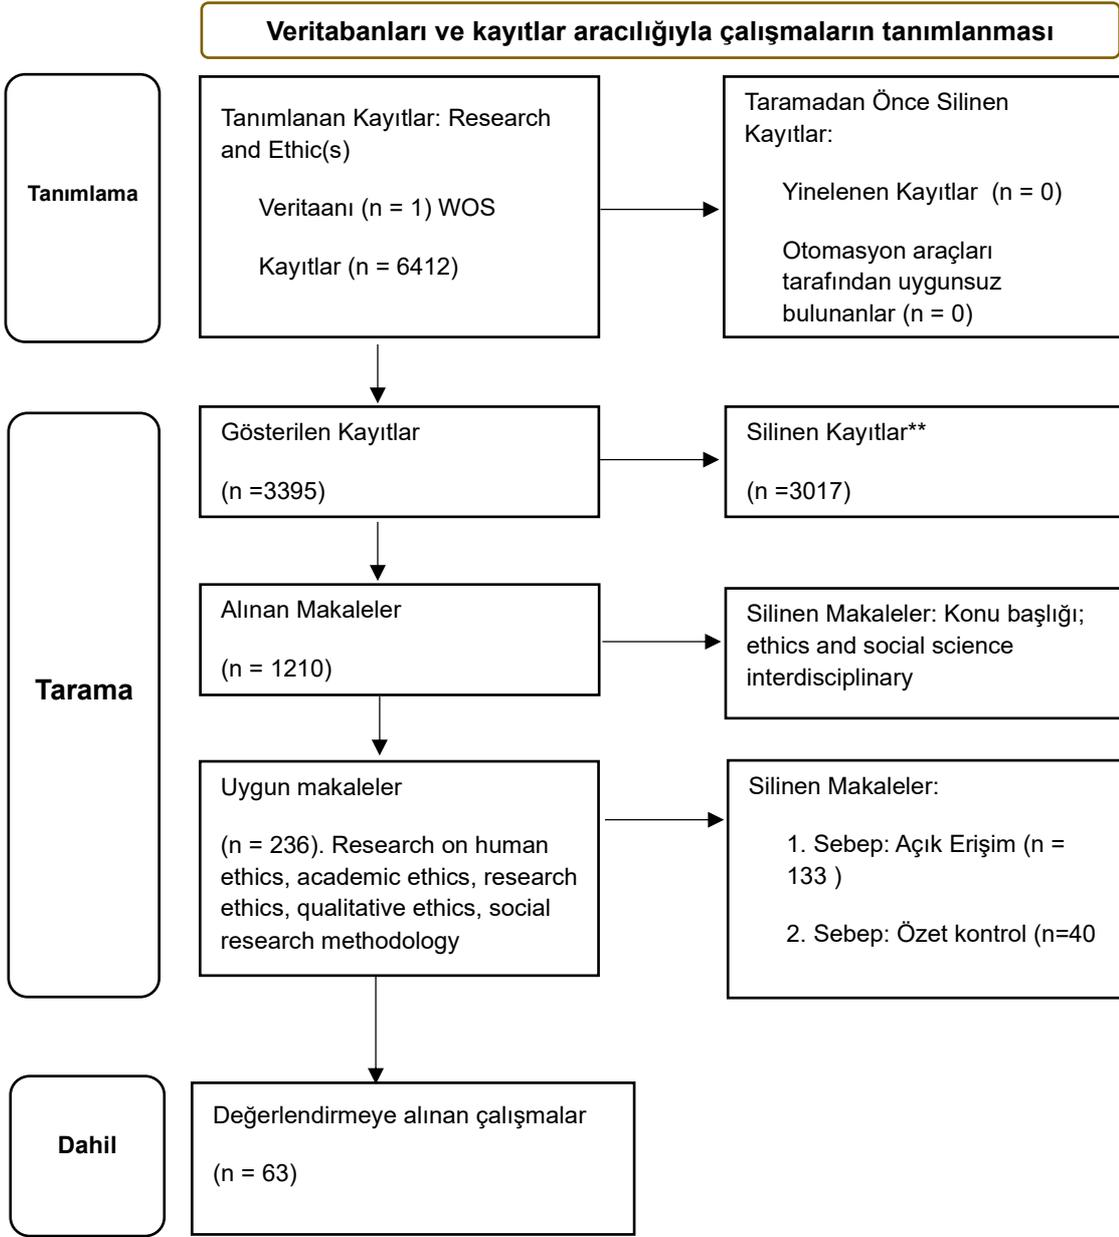 Veritabanları ve kayıtlar aracılığıyla çalışmaların tanımlanması
Tanımlama
Tanımlanan Kayıtlar: Research
and Ethic(s)
Veritaanı (n = 1) WOS
Kayıtlar (n = 6412)
Taramadan Önce Silinen
Kayıtlar:
Yinelenen Kayıtlar (n = 0)
Otomasyon araçları
tarafından uygunsuz
bulunanlar (n = 0)
Tarama
Gösterilen Kayıtlar
(n =3395)
Silinen Kayıtlar**
(n =3017)
Alınan Makaleler
(n = 1210)
Silinen Makaleler: Konu başlığı;
ethics and social science
interdisciplinary
Uygun makaleler
(n = 236). Research on human
ethics, academic ethics, research
ethics, qualitative ethics, social
research methodology
Silinen Makaleler:
1. Sebep: Açık Erişim (n =
133 )
2. Sebep: Özet kontrol (n=40
Dahil
Değerlendirmeye alınan çalışmalar
(n = 63)